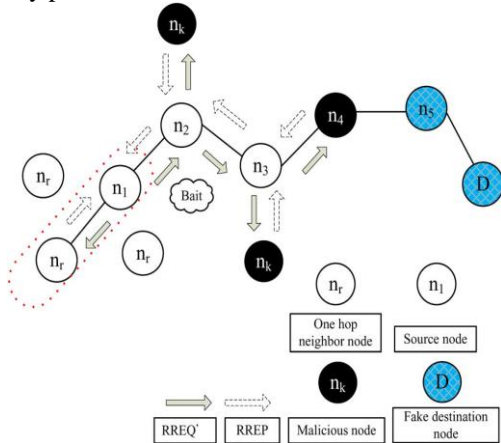 nk
n2
n4
n5
nr
n1
Bait
n3
D
nr
nr
nk
nr
n1
One hop
neighbor node
Source node
nk
D
RREQ'
RREP
Malicious node
Fake destination
node